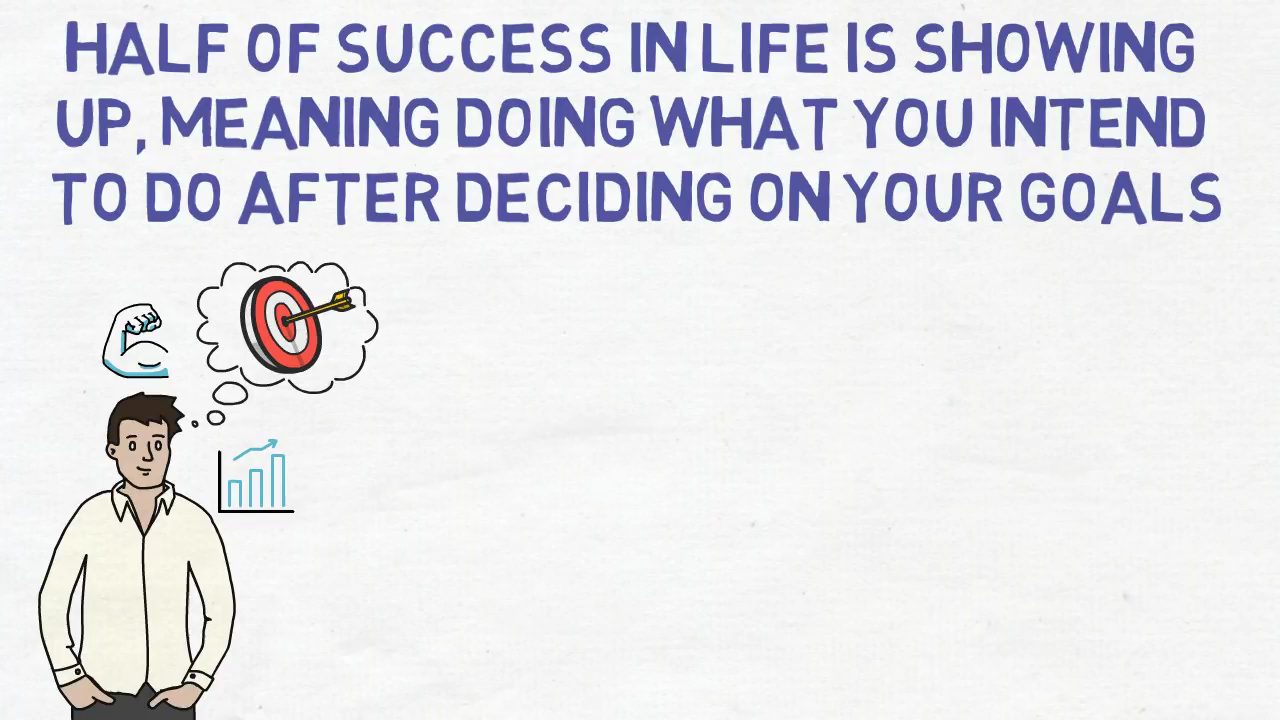 HALF OF SUCCESS IN LIFE IS SHOWING
UP, MEANING DOING WHAT YOU INTEND
TO DO AFTER DECIDING ON YOUR GOALS